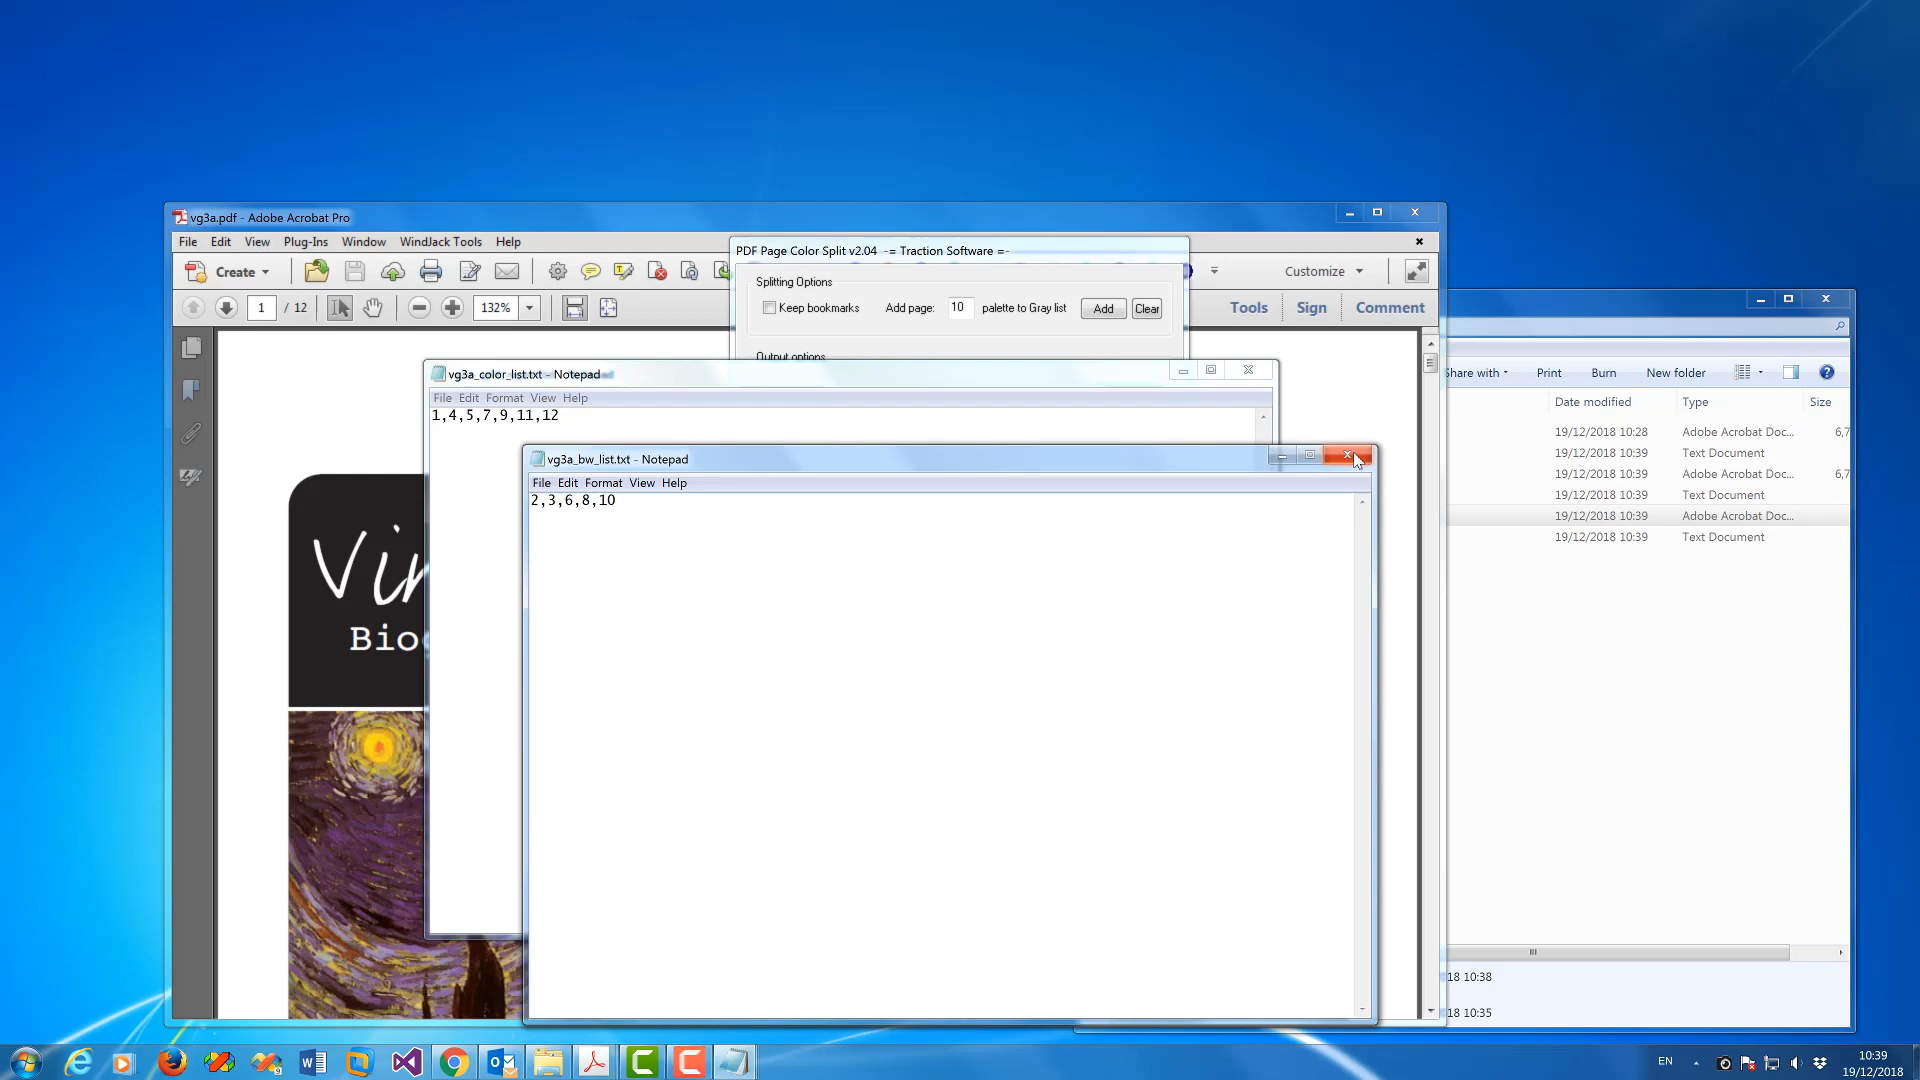 vg3a.pdf - Adobe Acrobat Pro
File Edit View Plug-Ins Window WindJack Tools Help
Create
Customize
1 / 12
132%
Tools Sign Comment
PDF Page Color Split v2.04 -= Traction Software =-
Splitting Options
Keep bookmarks Add page: 10 palette to Gray list Add Clear
Output options
vg3a_color_list.txt - Notepad
File Edit Format View Help
1,4,5,7,9,11,12
vg3a_bw_list.txt - Notepad
File Edit Format View Help
2,3,6,8,10
Share with Print Burn New folder
Date modified Type Size
19/12/2018 10:28 Adobe Acrobat Doc... 6,7
19/12/2018 10:39 Text Document
19/12/2018 10:39 Adobe Acrobat Doc... 6,7
19/12/2018 10:39 Text Document
19/12/2018 10:39 Adobe Acrobat Doc...
19/12/2018 10:39 Text Document
18 10:38
18 10:35
EN
10:39
19/12/2018